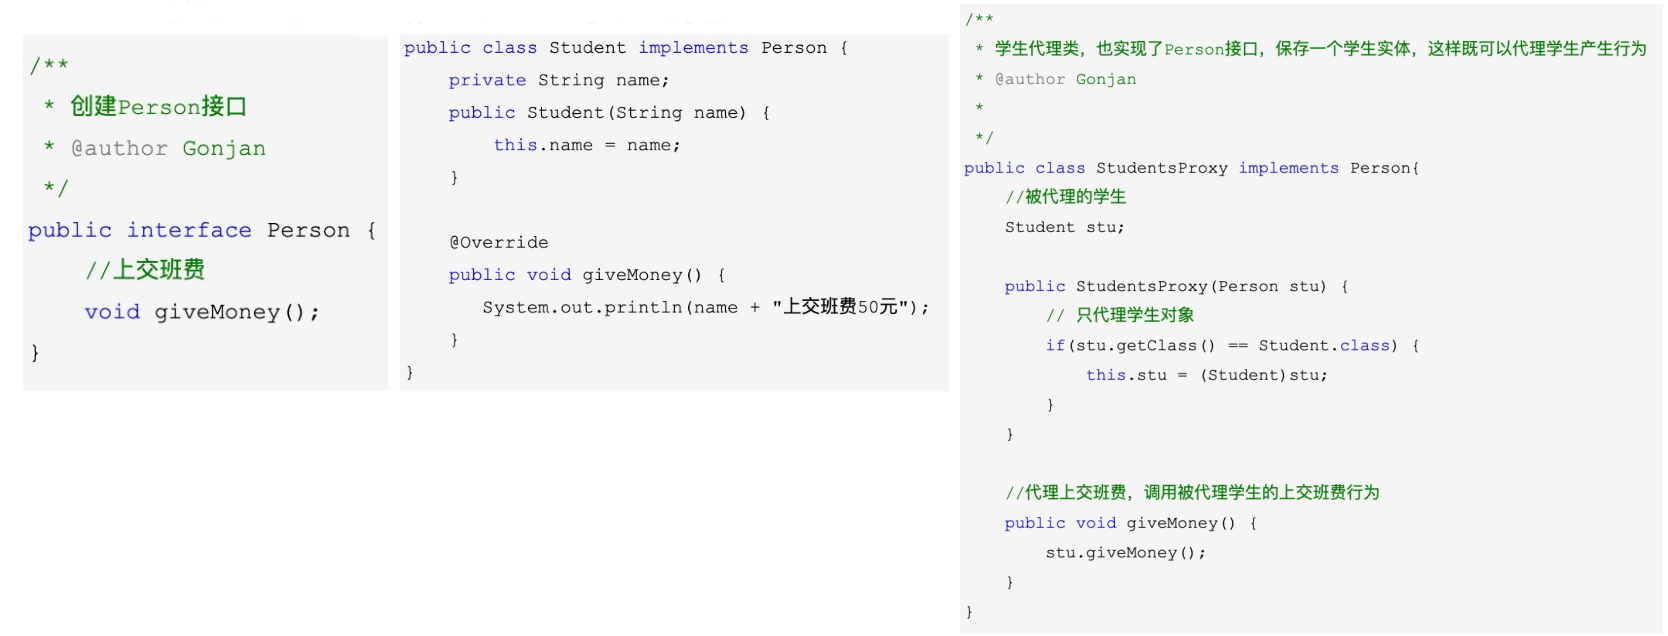 /**
 * 创建Person接口
 * @author Gonjan
 */
public interface Person {
    //上交班费
    void giveMoney();
}
public class Student implements Person {
    private String name;
    public Student(String name) {
        this.name = name;
    }

    @Override
    public void giveMoney() {
       System.out.println(name + "上交班费50元");
    }
}
/**
 * 学生代理类，也实现了Person接口，保存一个学生实体，这样既可以代理学生产生行为
 * @author Gonjan
 *
 */
public class StudentsProxy implements Person{
    //被代理的学生
    Student stu;

    public StudentsProxy(Person stu) {
        // 只代理学生对象
        if(stu.getClass() == Student.class) {
            this.stu = (Student)stu;
        }
    }

    //代理上交班费，调用被代理学生的上交班费行为
    public void giveMoney() {
        stu.giveMoney();
    }
}